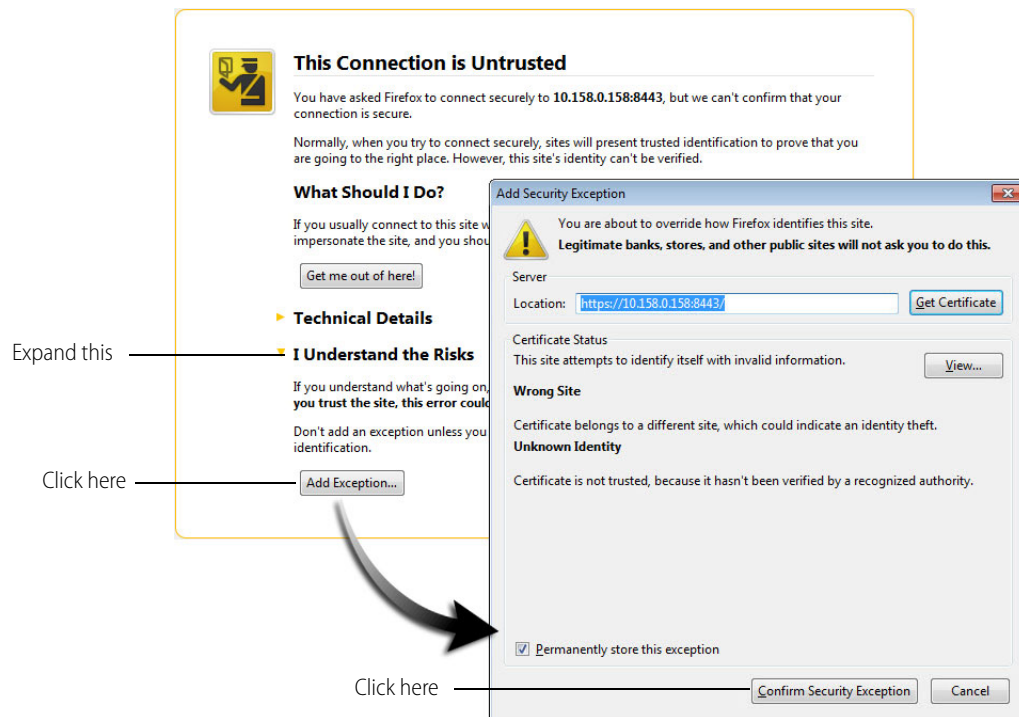 This Connection is Untrusted
You have asked Firefox to connect securely to 10.158.0.158:8443, but we can't confirm that your
connection is secure.
Normally, when you try to connect securely, sites will present trusted identification to prove that you
are going to the right place. However, this site's identity can't be verified.
What Should I Do?
If you usually connect to this site w
impersonate the site, and you shou
Get me out of here!
Technical Details
Expand this
I Understand the Risks
If you understand what's going on,
you trust the site, this error could
Don't add an exception unless you
identification.
Click here
Add Exception...
Add Security Exception
You are about to override how Firefox identifies this site.
Legitimate banks, stores, and other public sites will not ask you to do this.
Server
Location: https://10.158.0.158:8443/ Get Certificate
Certificate Status
This site attempts to identify itself with invalid information.
View...
Wrong Site
Certificate belongs to a different site, which could indicate an identity theft.
Unknown Identity
Certificate is not trusted, because it hasn't been verified by a recognized authority.
Permanently store this exception
Click here
Confirm Security Exception Cancel